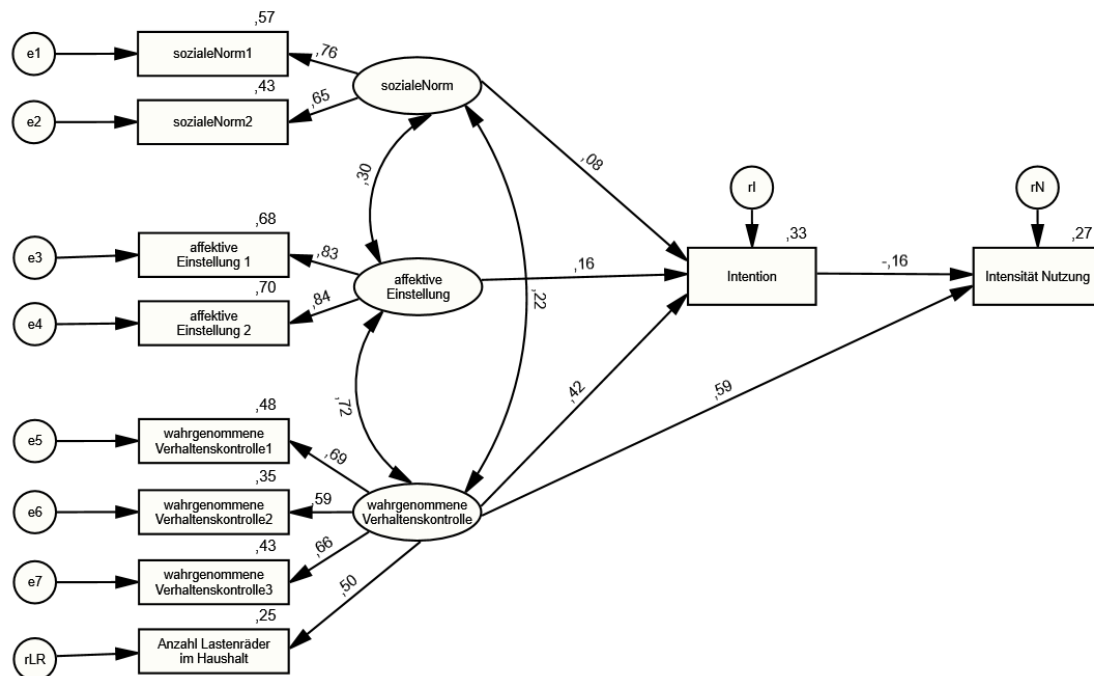 ,57
e1
sozialeNorm1
,76
sozialeNorm
,43
e2
sozialeNorm2
,65
,08
,30
rI
rN
,68
e3
affektive
Einstellung 1
,83
affektive
Einstellung
,16
,33
Intention
-,16
,27
Intensität Nutzung
,70
e4
affektive
Einstellung 2
,84
,22
,72
,42
,59
,48
e5
wahrgenommene
Verhaltenskontrolle1
,69
,35
e6
wahrgenommene
Verhaltenskontrolle2
,59
wahrgenommene
Verhaltenskontrolle
,43
e7
wahrgenommene
Verhaltenskontrolle3
,66
,50
,25
rLR
Anzahl Lastenräder
im Haushalt